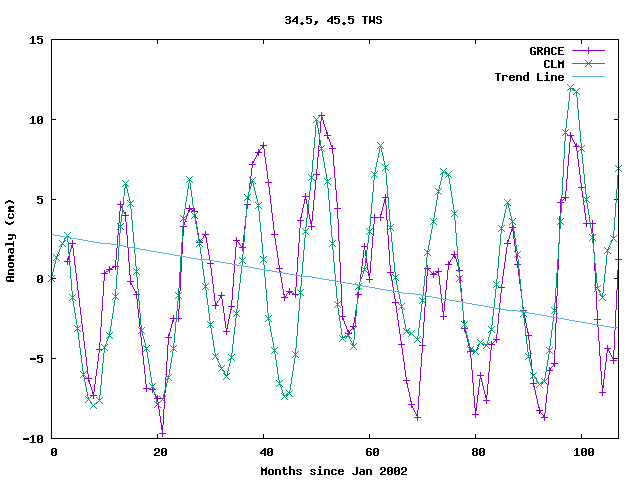 34.5, 45.5 TWS
GRACE
CLM
Trend Line
15
10
5
0
-5
-10
Anomaly (cm)
0 20 40 60 80 100
Months since Jan 2002